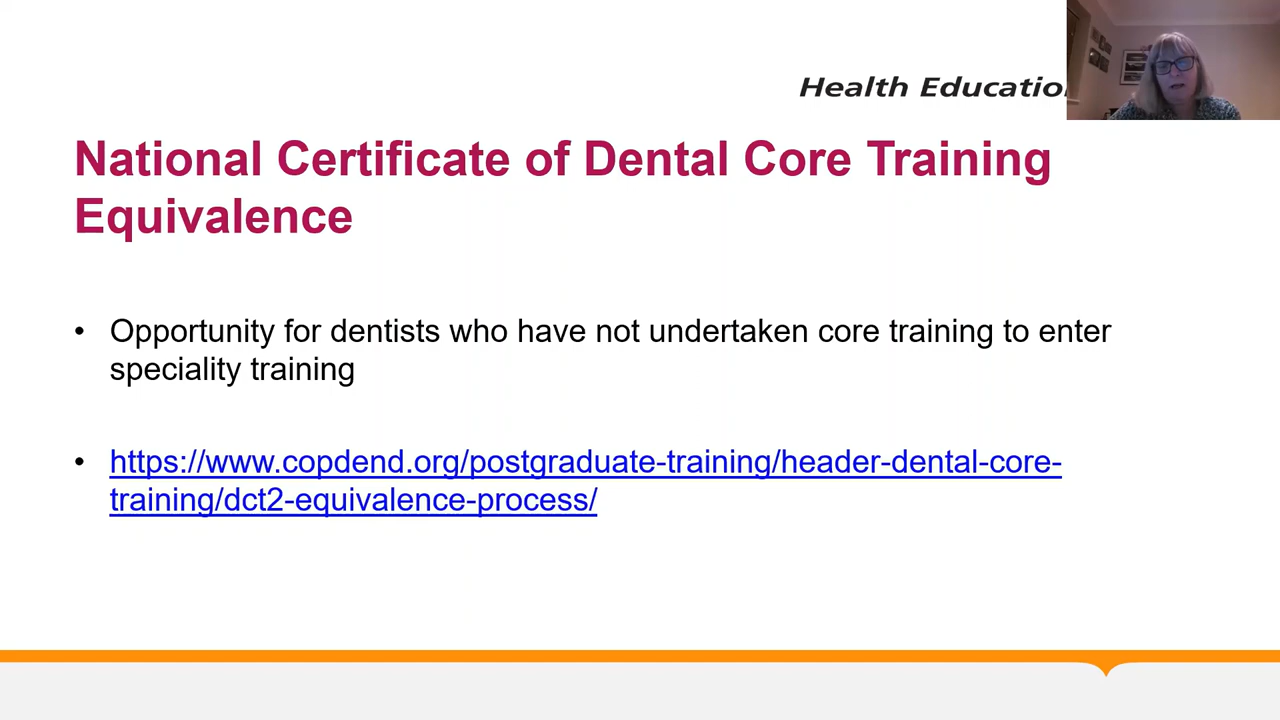 Health Education
National Certificate of Dental Core Training
Equivalence
• Opportunity for dentists who have not undertaken core training to enter
speciality training
• https://www.copdend.org/postgraduate-training/header-dental-core-
training/dct2-equivalence-process/